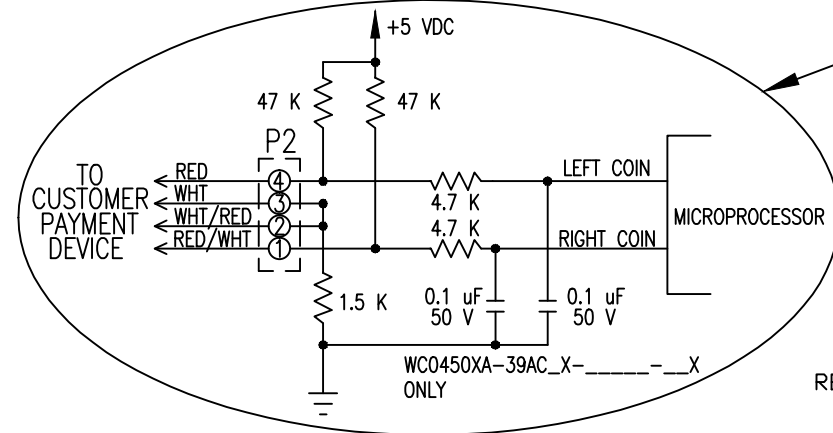 +5 VDC
47 K
47 K
P2
TO
CUSTOMER
PAYMENT
DEVICE
RED
WHT
WHT/RED
RED/WHT
4
3
2
1
4.7 K
4.7 K
LEFT COIN
RIGHT COIN
MICROPROCESSOR
1.5 K
0.1 uF
50 V
0.1 uF
50 V
WC0450XA-39AC_X-_____-__X
ONLY
RE